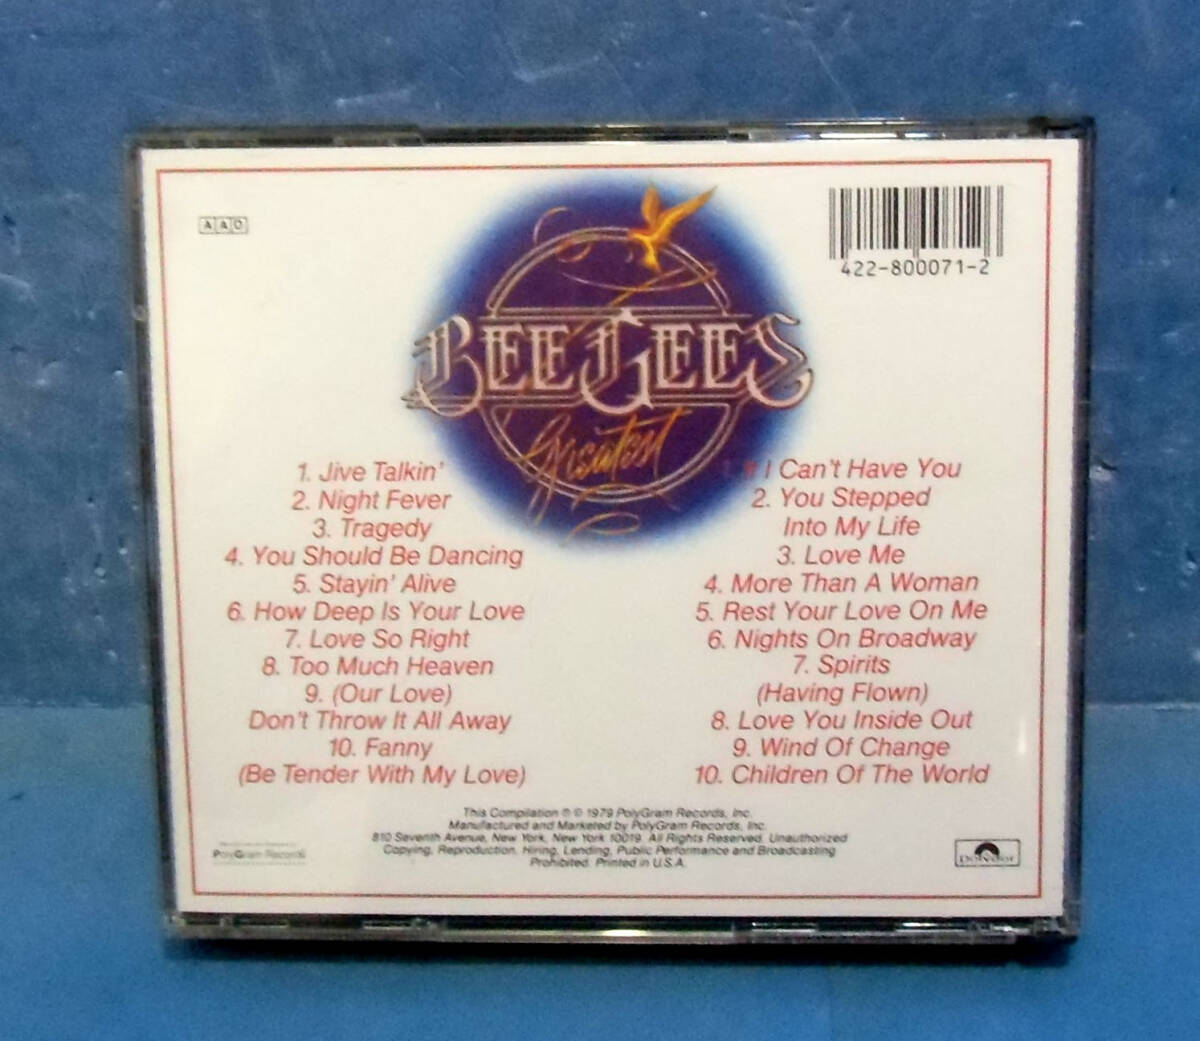 AAD
422-800071-2
BEE GEES
Greatest
1. Jive Talkin'
2. Night Fever
3. Tragedy
4. You Should Be Dancing
5. Stayin' Alive
6. How Deep Is Your Love
7. Love So Right
8. Too Much Heaven
9. (Our Love)
Don't Throw It All Away
10. Fanny
(Be Tender With My Love)
I Can't Have You
2. You Stepped
Into My Life
3. Love Me
4. More Than A Woman
5. Rest Your Love On Me
6. Nights On Broadway
7. Spirits
(Having Flown)
8. Love You Inside Out
9. Wind Of Change
10. Children Of The World
This Compilation ℗ © 1979 PolyGram Records, Inc.
Manufactured and Marketed by PolyGram Records, Inc.
810 Seventh Avenue, New York, New York 10019. All Rights Reserved. Unauthorized
Copying, Reproduction, Hiring, Lending, Public Performance and Broadcasting
Prohibited. Printed in U.S.A.
PolyGram Records
polydor